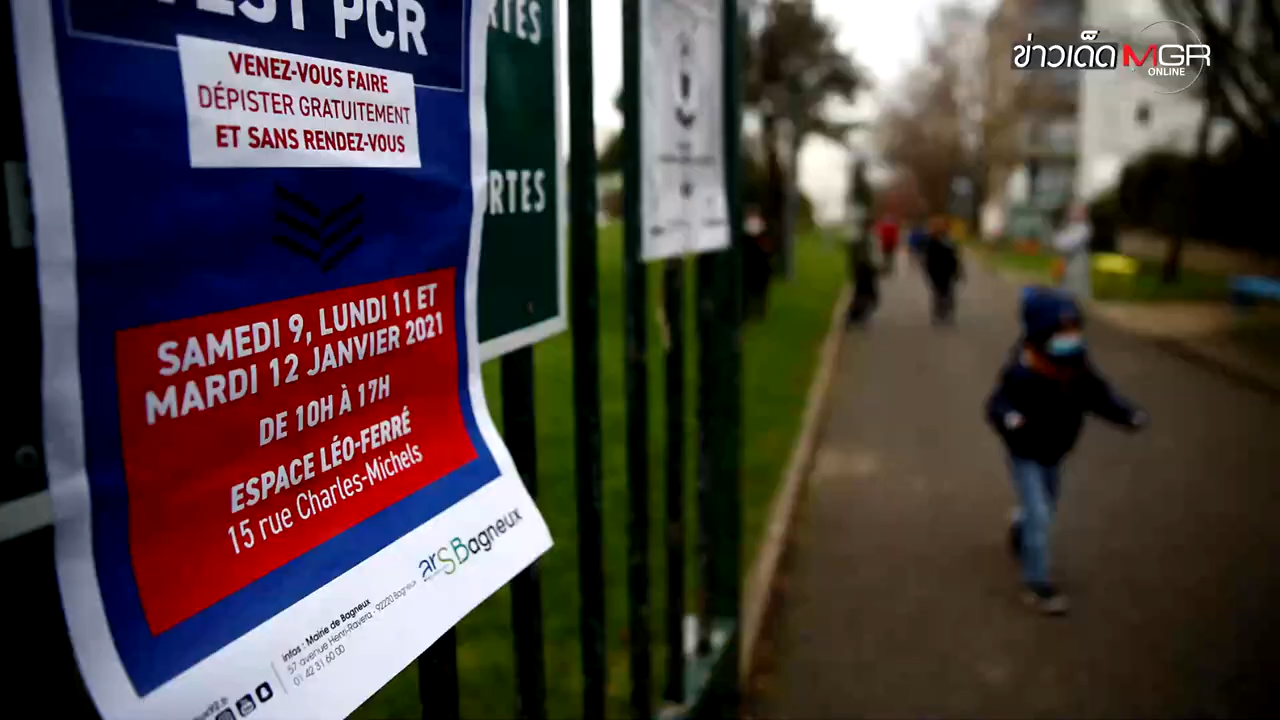 TEST PCR
VENEZ-VOUS FAIRE
DÉPISTER GRATUITEMENT
ET SANS RENDEZ-VOUS
SAMEDI 9, LUNDI 11 ET
MARDI 12 JANVIER 2021
DE 10H À 17H
ESPACE LÉO-FERRÉ
15 rue Charles-Michels
arS Bagneux
infos : Mairie de Bagneux
57 avenue Henri-Ravera - 92220 Bagneux
01 42 31 60 00
RTES
RTES
ข่าวเด็ด MGR
ONLINE